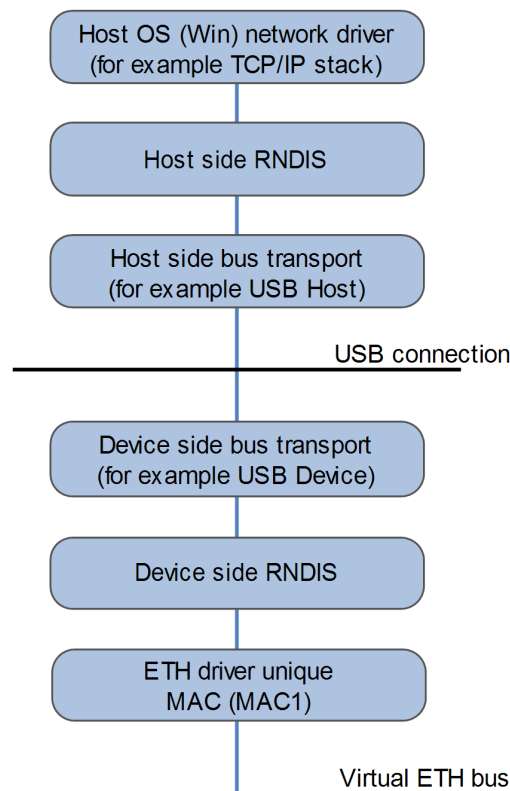 Host OS (Win) network driver
(for example TCP/IP stack)
Host side RNDIS
Host side bus transport
(for example USB Host)
USB connection
Device side bus transport
(for example USB Device)
Device side RNDIS
ETH driver unique
MAC (MAC1)
Virtual ETH bus